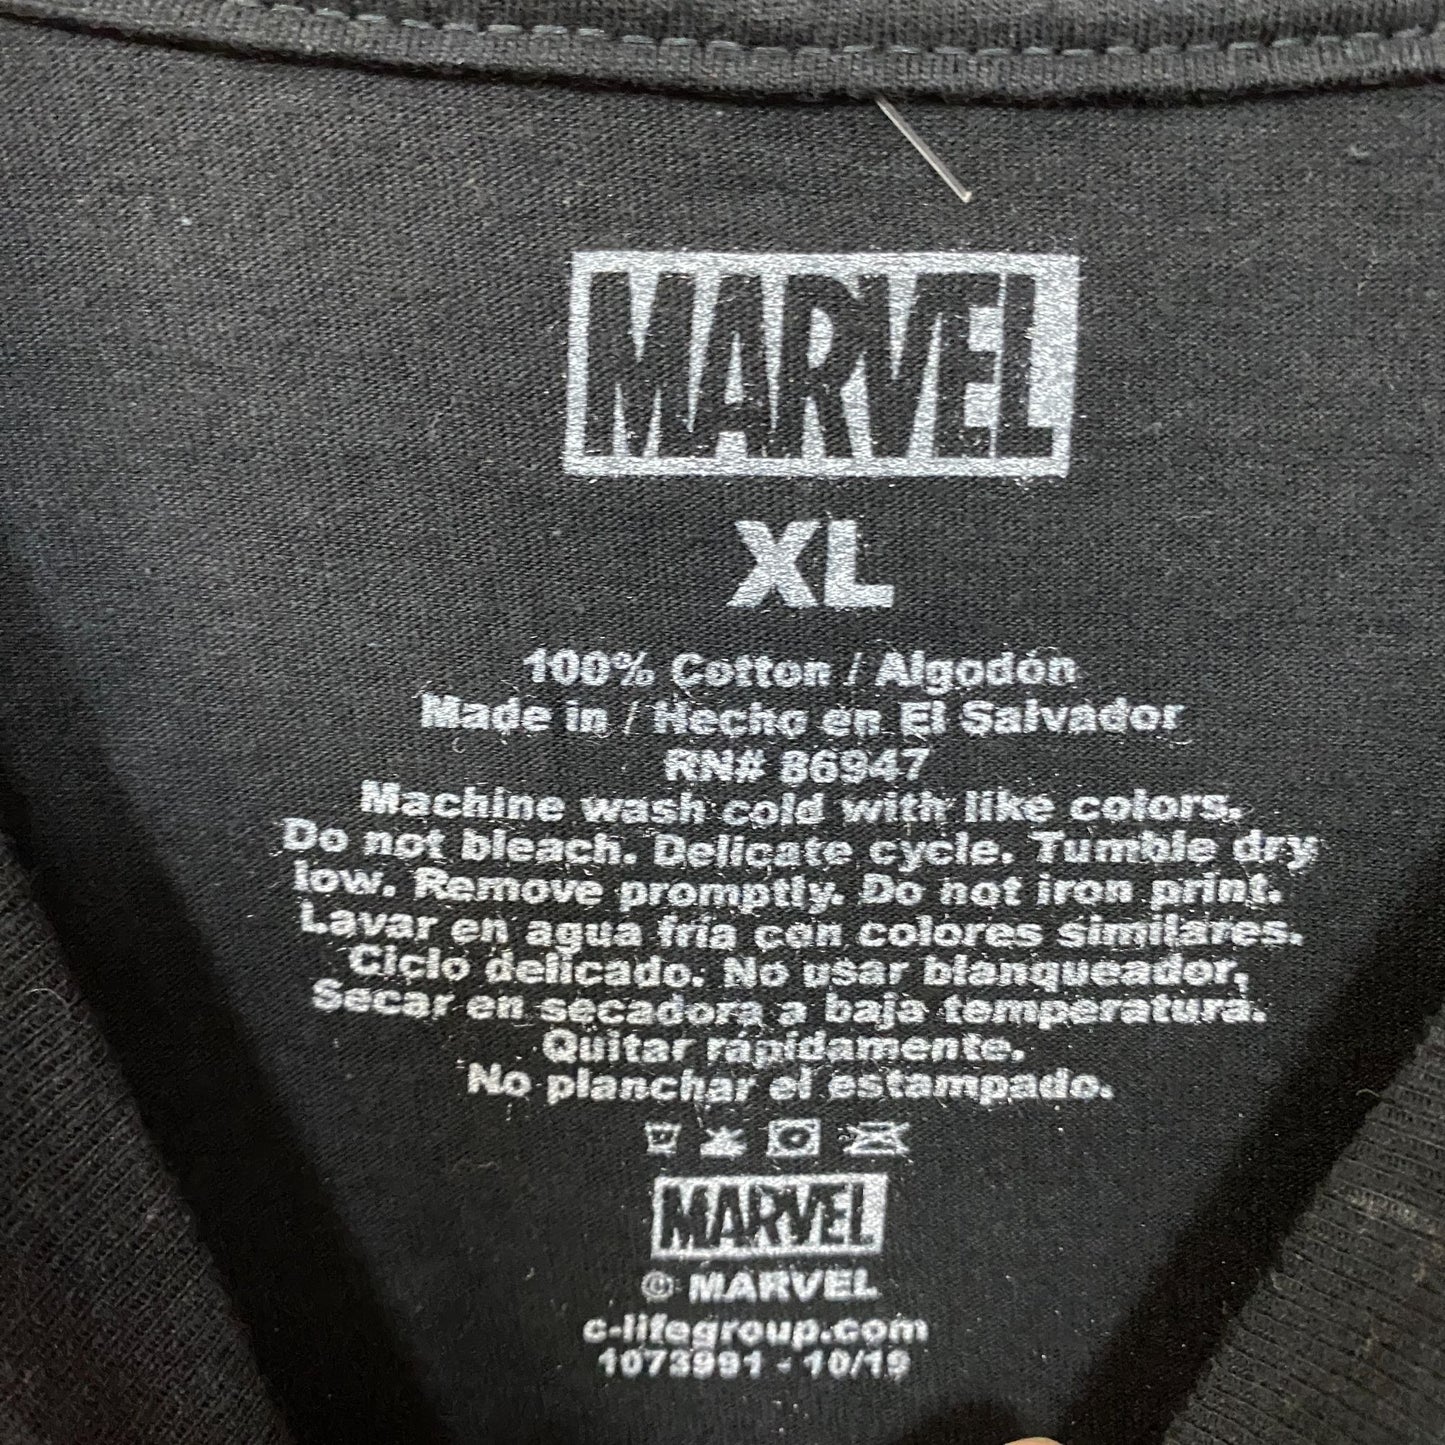 MARVEL
XL
100% Cotton / Algodón
Made in / Hecho en El Salvador
RN# 86947
Machine wash cold with like colors.
Do not bleach. Delicate cycle. Tumble dry
low. Remove promptly. Do not iron print.
Lavar en agua fría con colores similares.
Ciclo delicado. No usar blanqueador,
Secar en secadora a baja temperatura.
Quitar rápidamente.
No planchar el estampado.
MARVEL
© MARVEL
c-lifegroup.com
1073991 - 10/19